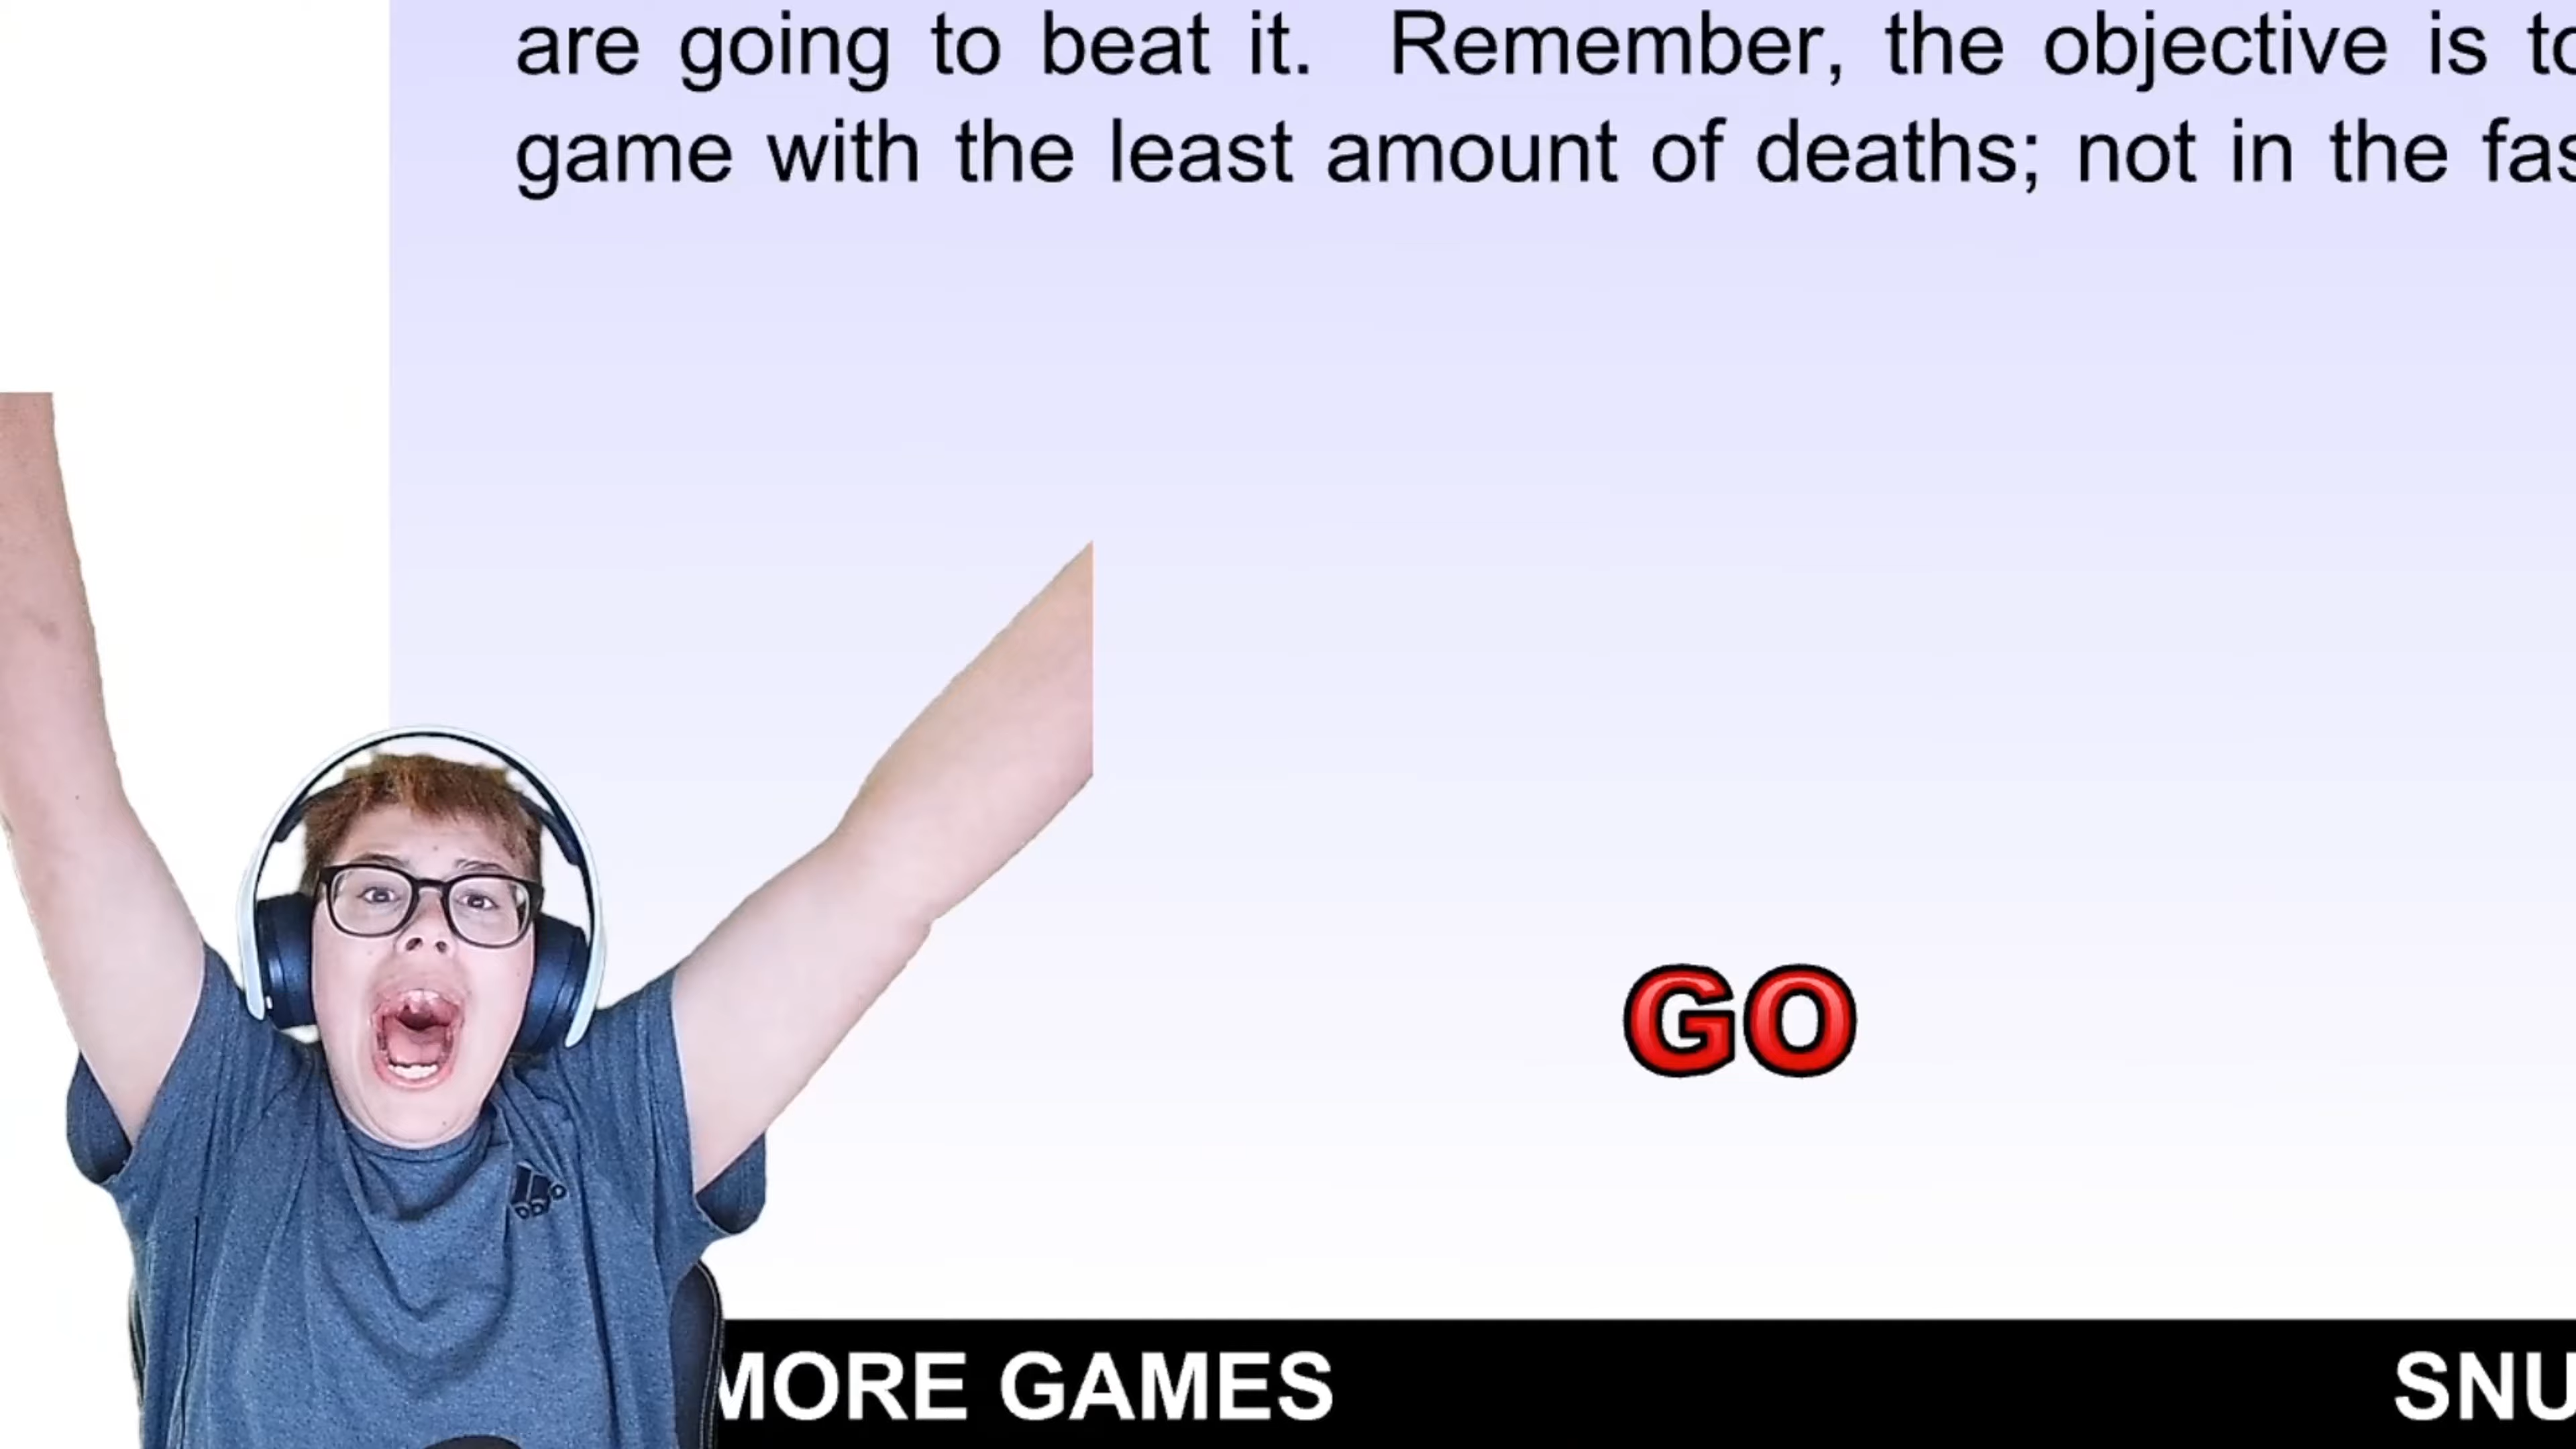 are going to beat it. Remember, the objective is to
game with the least amount of deaths; not in the fas
GO
MORE GAMES
SNU